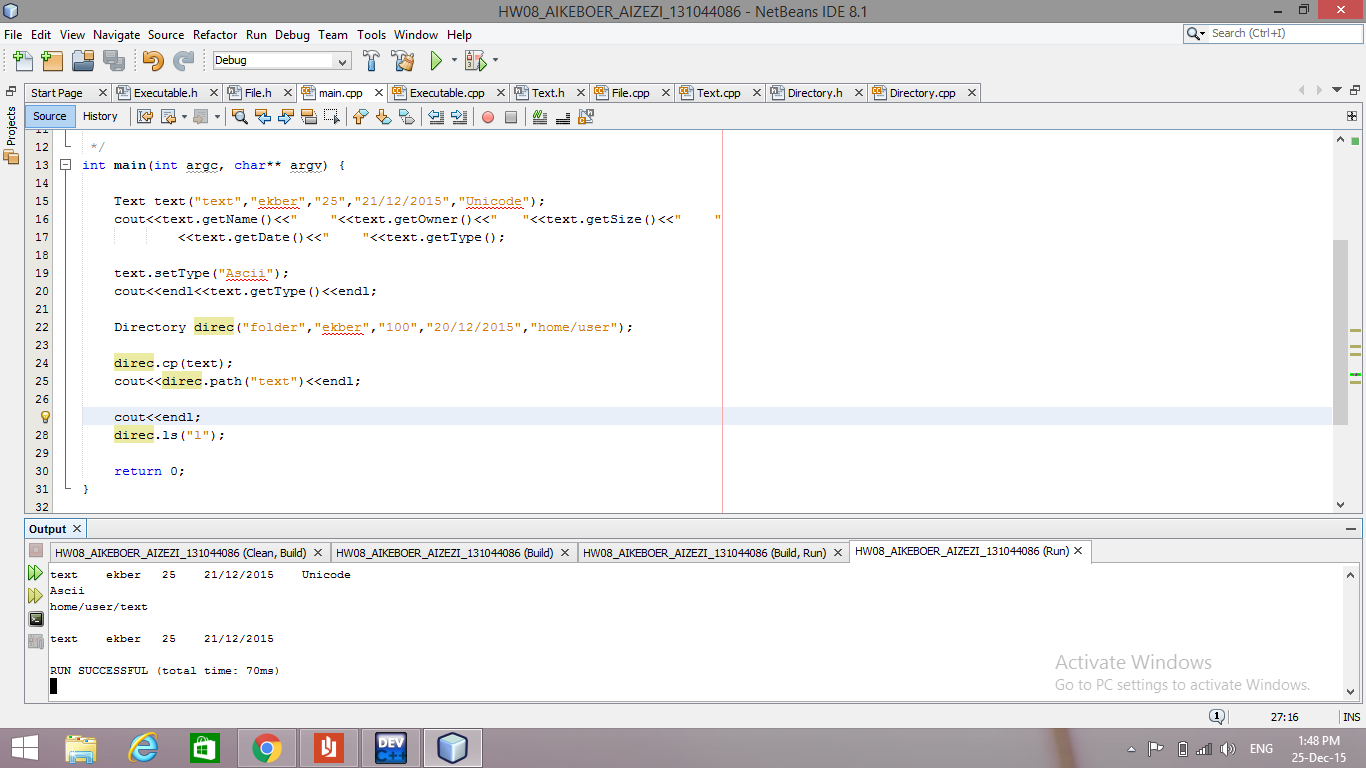 HW08_AIKEBOER_AIZEZI_131044086 - NetBeans IDE 8.1
File Edit View Navigate Source Refactor Run Debug Team Tools Window Help
Search (Ctrl+I)
Debug
Start Page Executable.h File.h main.cpp Executable.cpp Text.h File.cpp Text.cpp Directory.h Directory.cpp
Projects
Source History
11
12 */
13 int main(int argc, char** argv) {
14
15 Text text("text","ekber","25","21/12/2015","Unicode");
16 cout<<text.getName()<<"    "<<text.getOwner()<<"   "<<text.getSize()<<"    "
17 <<text.getDate()<<"    "<<text.getType();
18
19 text.setType("Ascii");
20 cout<<endl<<text.getType()<<endl;
21
22 Directory direc("folder","ekber","100","20/12/2015","home/user");
23
24 direc.cp(text);
25 cout<<direc.path("text")<<endl;
26
cout<<endl;
28 direc.ls("l");
29
30 return 0;
31 }
32
Output
HW08_AIKEBOER_AIZEZI_131044086 (Clean, Build) HW08_AIKEBOER_AIZEZI_131044086 (Build) HW08_AIKEBOER_AIZEZI_131044086 (Build, Run) HW08_AIKEBOER_AIZEZI_131044086 (Run)
text    ekber   25    21/12/2015    Unicode
Ascii
home/user/text
text    ekber   25    21/12/2015
RUN SUCCESSFUL (total time: 70ms)
Activate Windows
Go to PC settings to activate Windows.
1 27:16 INS
DEV C++
ENG
1:48 PM
25-Dec-15